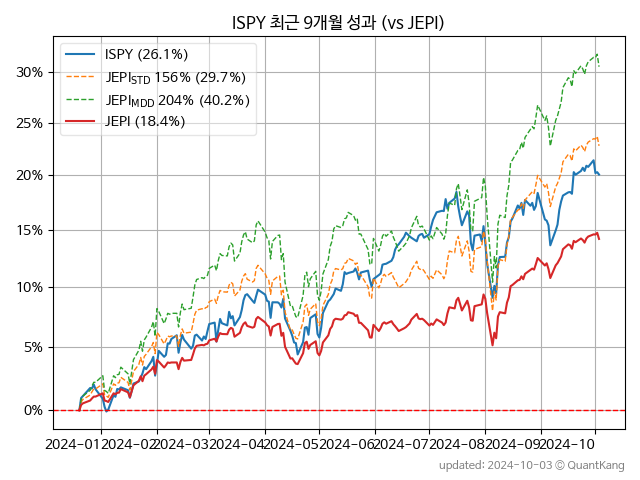 ISPY 최근 9개월 성과 (vs JEPI)
ISPY (26.1%)
JEPI_STD 156% (29.7%)
JEPI_MDD 204% (40.2%)
JEPI (18.4%)
30%
25%
20%
15%
10%
5%
0%
2024-01 2024-02 2024-03 2024-04 2024-05 2024-06 2024-07 2024-08 2024-09 2024-10
updated: 2024-10-03 © QuantKang